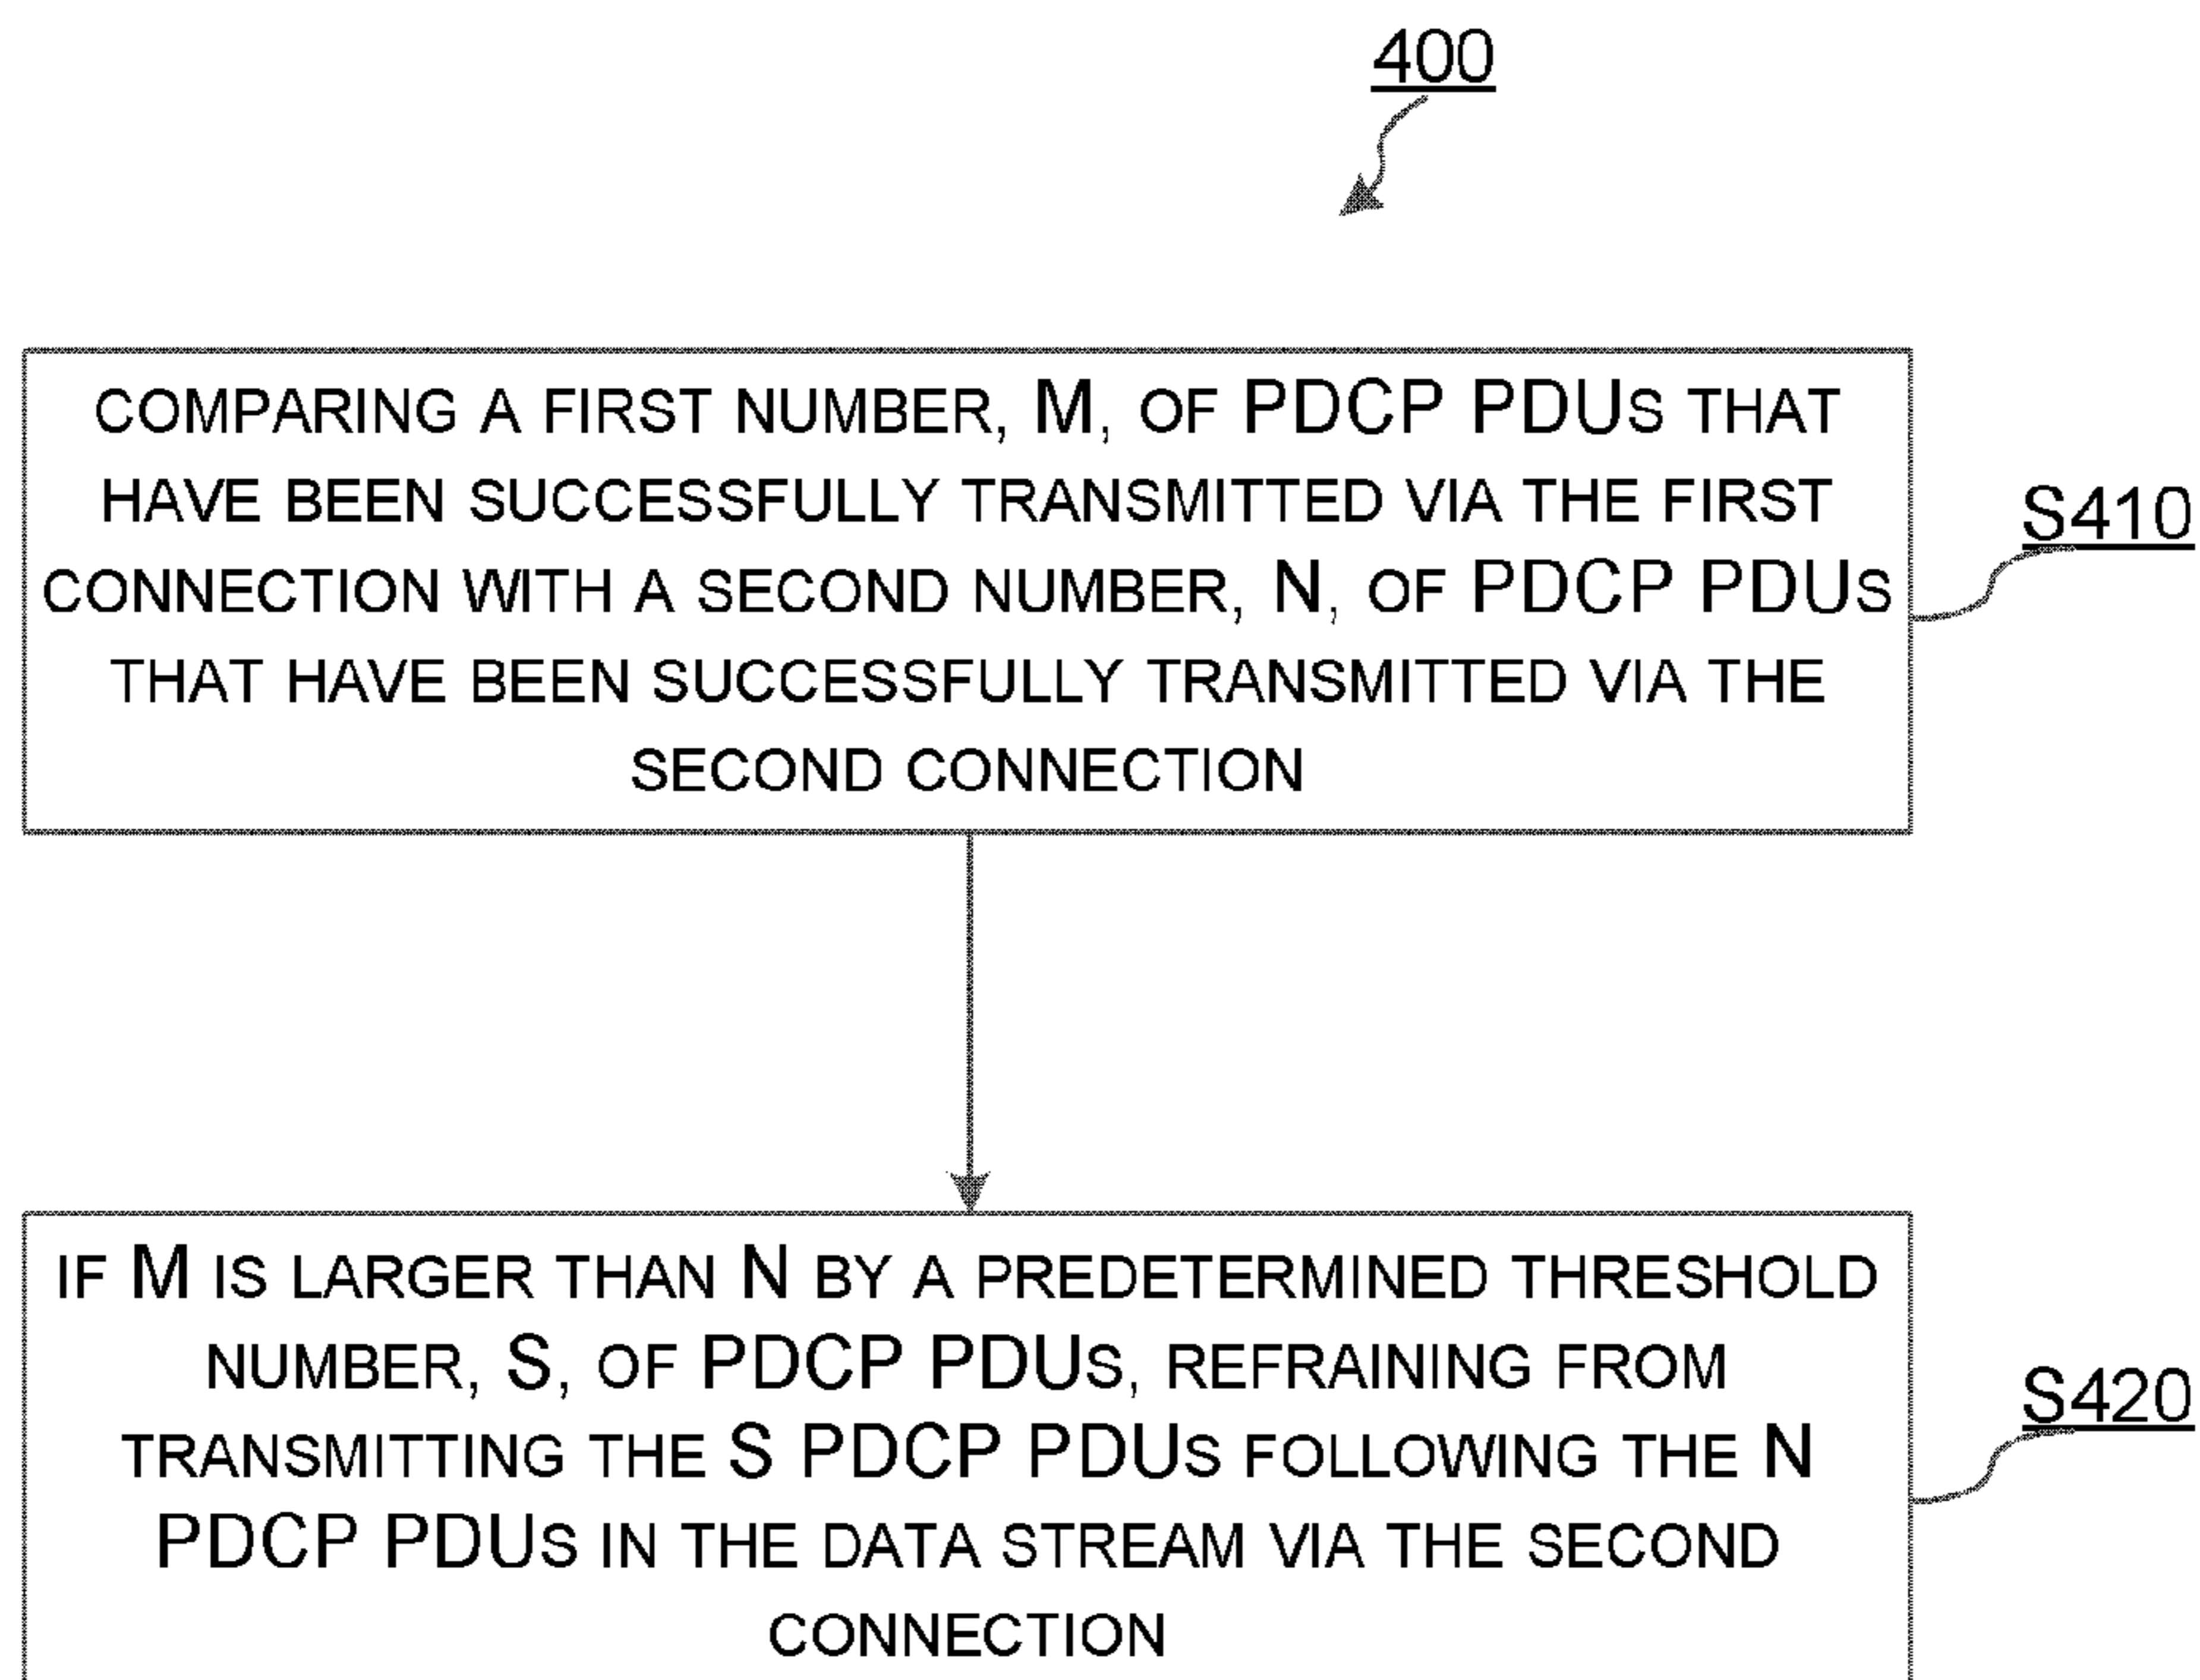 400
COMPARING A FIRST NUMBER, M, OF PDCP PDUS THAT
HAVE BEEN SUCCESSFULLY TRANSMITTED VIA THE FIRST
CONNECTION WITH A SECOND NUMBER, N, OF PDCP PDUS
THAT HAVE BEEN SUCCESSFULLY TRANSMITTED VIA THE
SECOND CONNECTION
S410
IF M IS LARGER THAN N BY A PREDETERMINED THRESHOLD
NUMBER, S, OF PDCP PDUS, REFRAINING FROM
TRANSMITTING THE S PDCP PDUS FOLLOWING THE N
PDCP PDUS IN THE DATA STREAM VIA THE SECOND
CONNECTION
S420